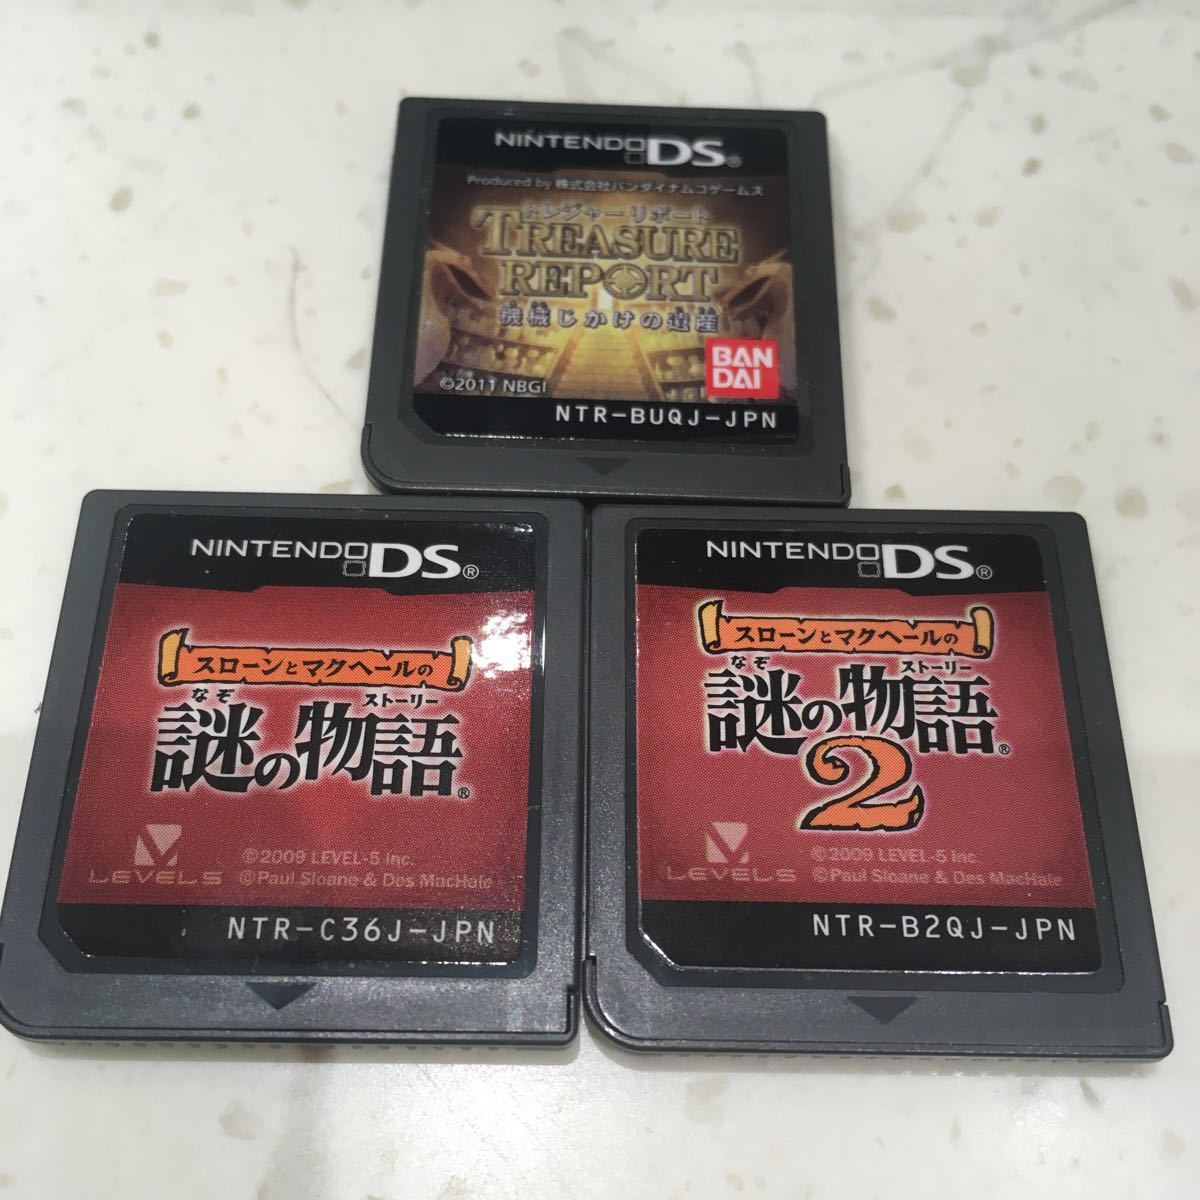 NINTENDO DS®
Produced by 株式会社バンダイナムコゲームス
トレジャー リポート
TREASURE
REPORT
機械じかけの遺産
BAN
DAI
©2011 NBGI
NTR-BUQJ-JPN
NINTENDO DS®
スローンとマクヘールの
なぞ ストーリー
謎の物語®
LEVEL5
©2009 LEVEL-5 Inc.
©Paul Sloane & Des MacHale
NTR-C36J-JPN
NINTENDO DS®
スローンとマクヘールの
なぞ ストーリー
謎の物語®
2
LEVEL5
©2009 LEVEL-5 Inc.
©Paul Sloane & Des MacHale
NTR-B2QJ-JPN